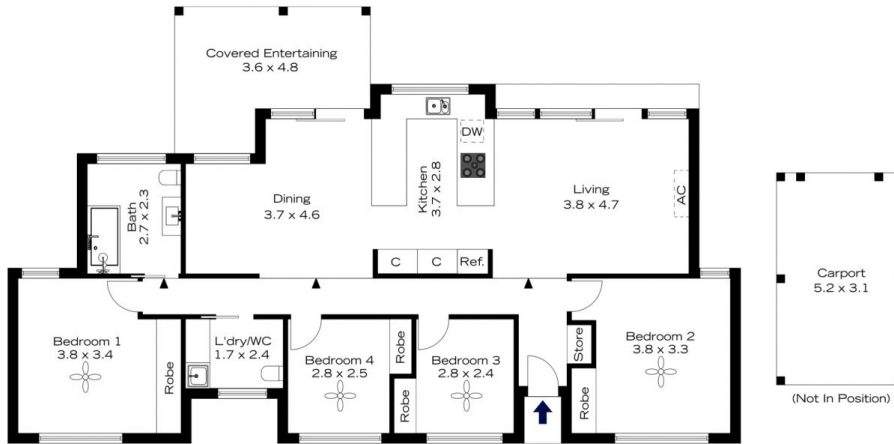 Covered Entertaining
3.6 x 4.8
DW
Bath
2.7 x 2.3
Dining
3.7 x 4.6
Kitchen
3.7 x 2.8
Living
3.8 x 4.7
AC
C
C
Ref.
Carport
5.2 x 3.1
(Not In Position)
Bedroom 1
3.8 x 3.4
Robe
L'dry/WC
1.7 x 2.4
Bedroom 4
2.8 x 2.5
Robe
Robe
Bedroom 3
2.8 x 2.4
Store
Robe
Bedroom 2
3.8 x 3.3